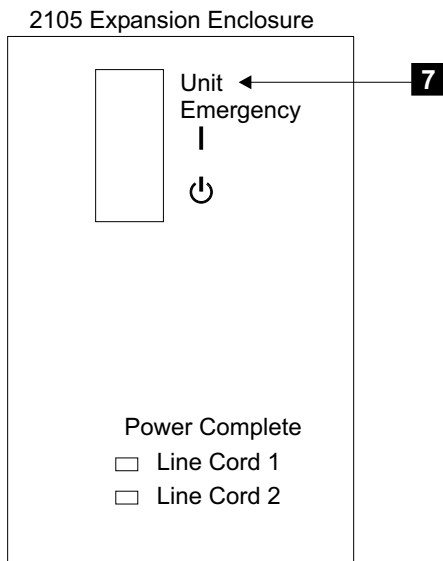 2105 Expansion Enclosure
Unit
7
Emergency
Power Complete
Line Cord 1
Line Cord 2